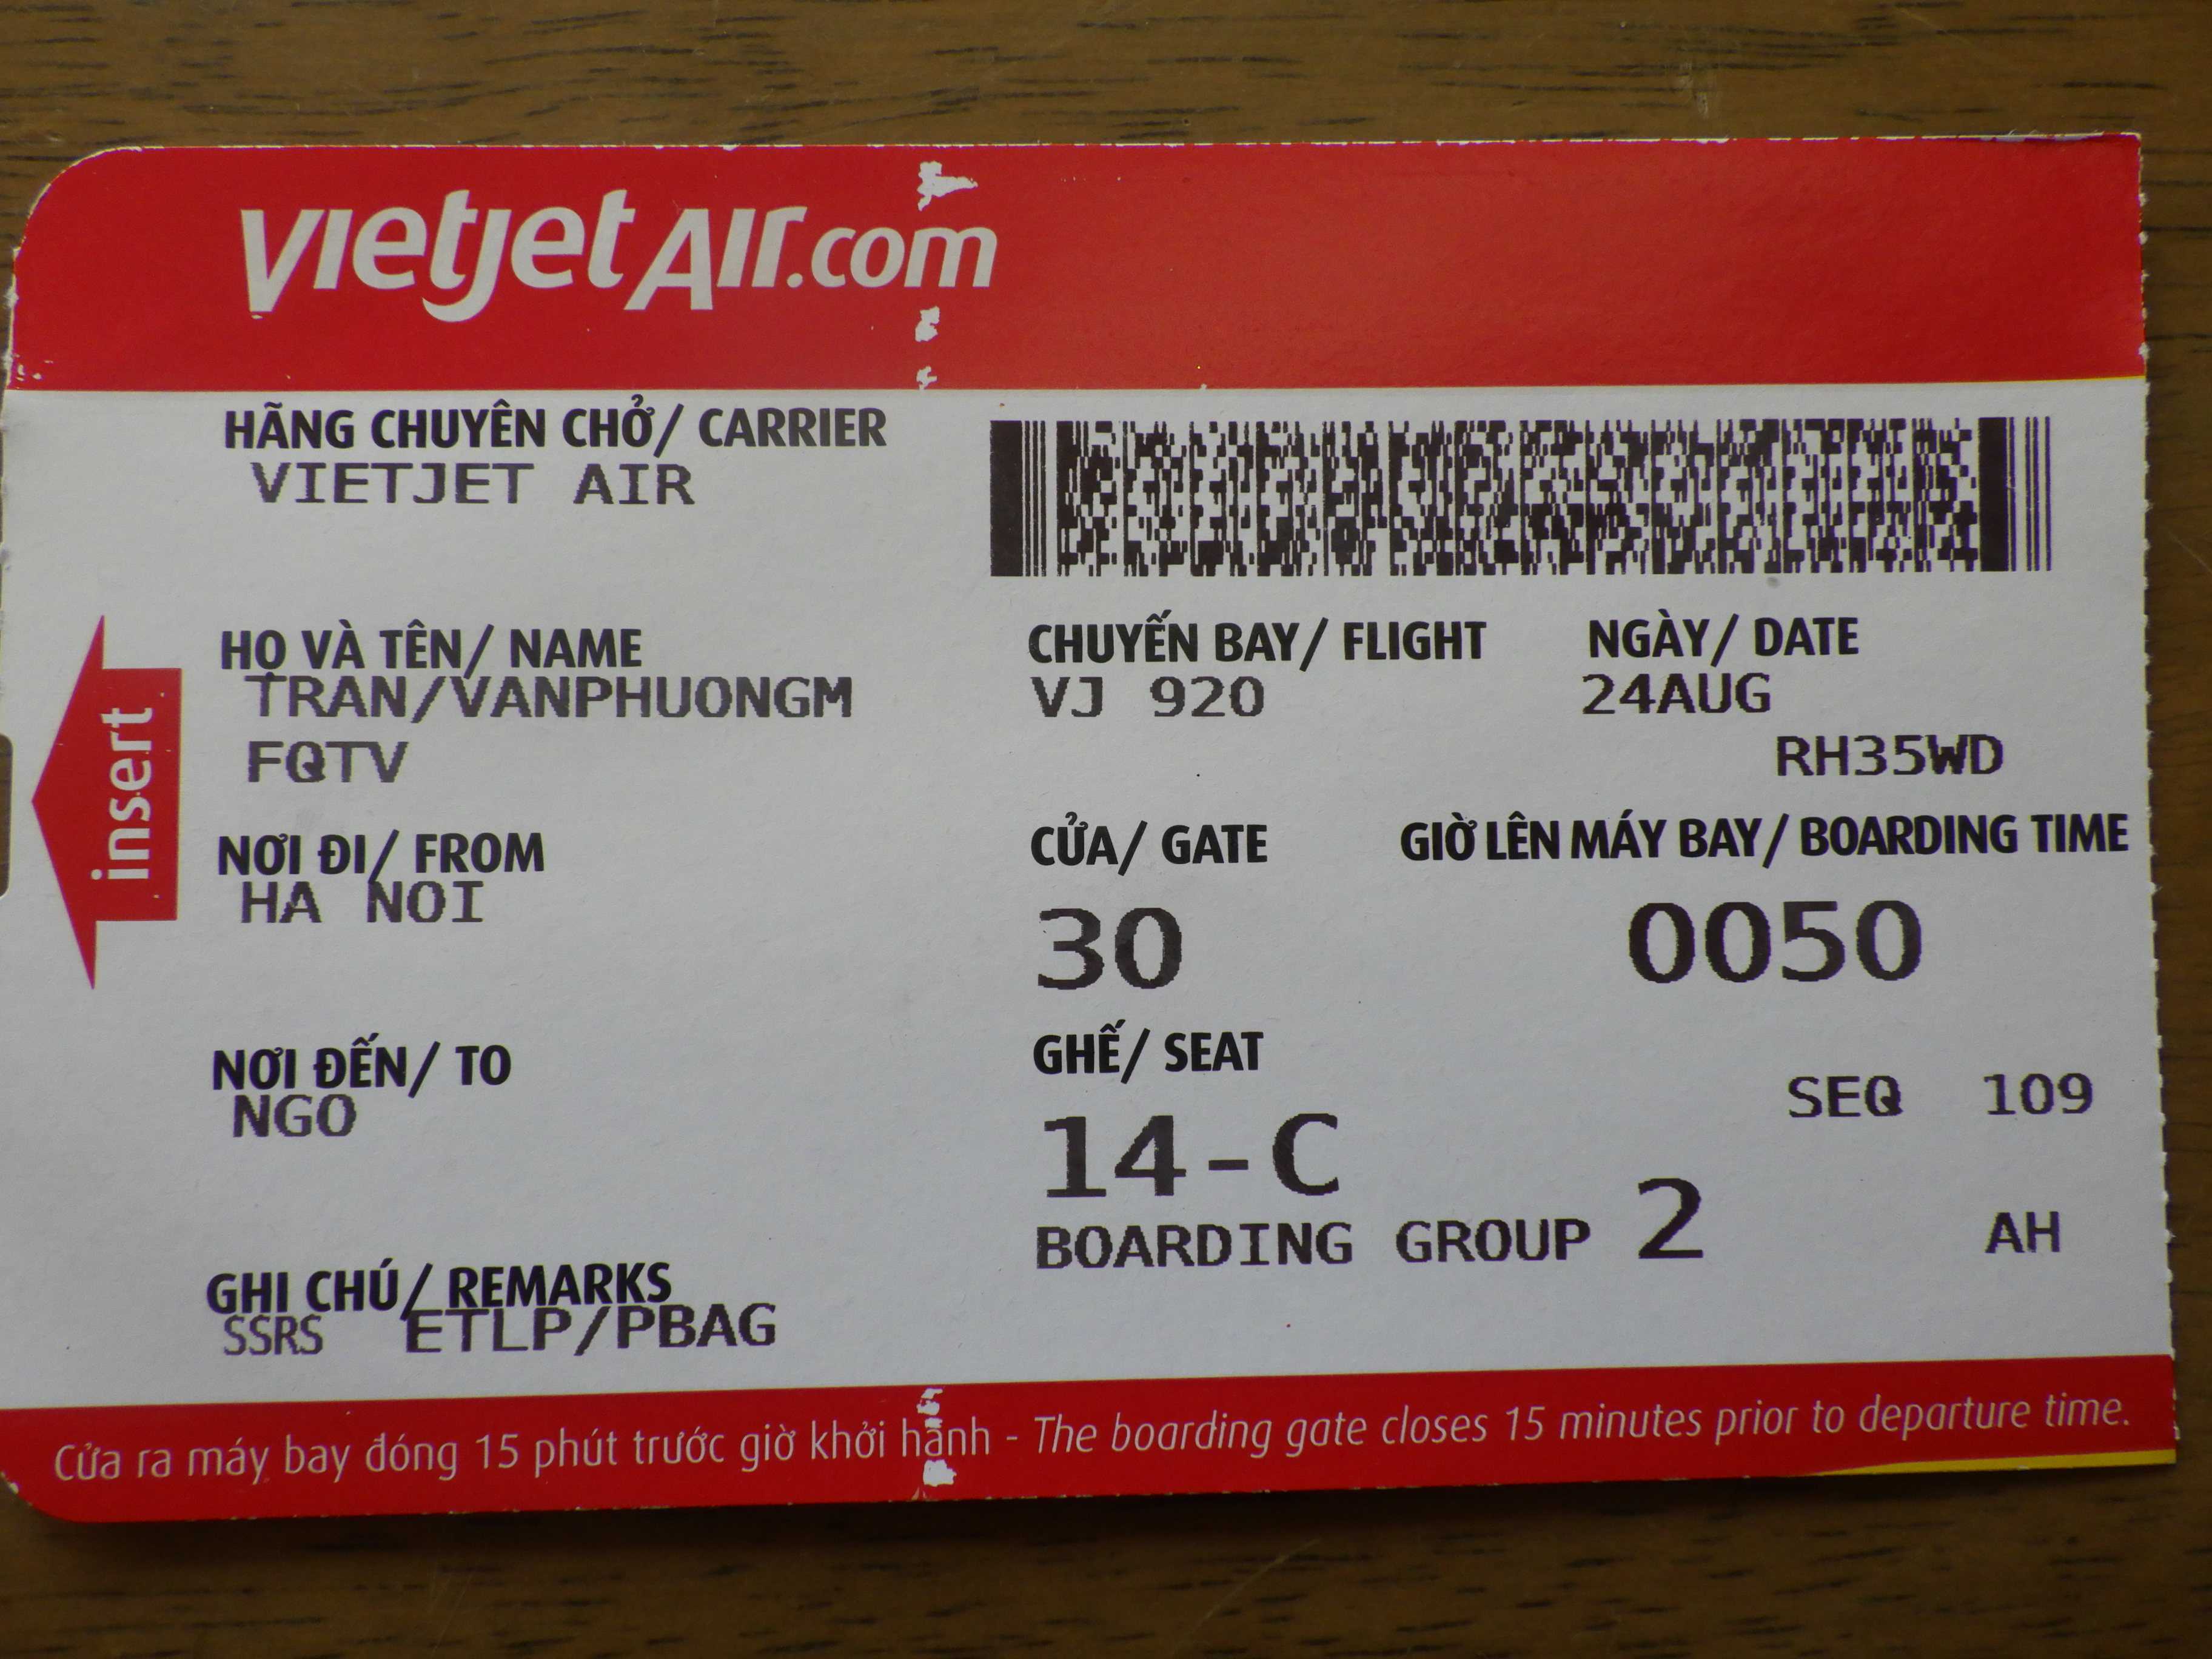 vietjetAir.com
HÃNG CHUYÊN CHỞ/ CARRIER
VIETJET AIR
HỌ VÀ TÊN/ NAME
TRAN/VANPHUONGM
FQTV
CHUYẾN BAY/ FLIGHT
VJ 920
NGÀY/ DATE
24AUG
RH35WD
insert
NƠI ĐI/ FROM
HA NOI
CỬA/ GATE
30
GIỜ LÊN MÁY BAY/ BOARDING TIME
0050
NƠI ĐẾN/ TO
NGO
GHẾ/ SEAT
14-C
SEQ 109
BOARDING GROUP 2
AH
GHI CHÚ/ REMARKS
SSRS ETLP/PBAG
Cửa ra máy bay đóng 15 phút trước giờ khởi hành - The boarding gate closes 15 minutes prior to departure time.